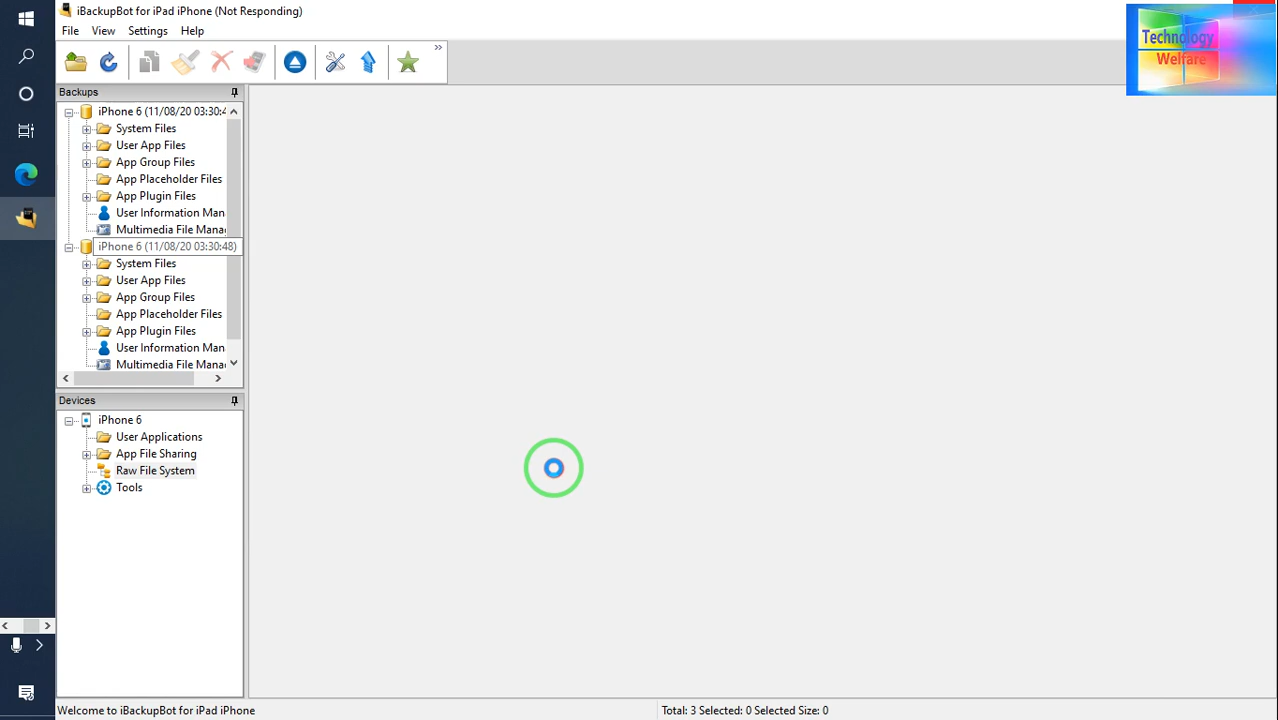 iBackupBot for iPad iPhone (Not Responding)
File View Settings Help
Technology
Welfare
Backups
iPhone 6 (11/08/20 03:30:4
System Files
User App Files
App Group Files
App Placeholder Files
App Plugin Files
User Information Man
Multimedia File Mana
iPhone 6 (11/08/20 03:30:48)
System Files
User App Files
App Group Files
App Placeholder Files
App Plugin Files
User Information Man
Multimedia File Mana
Devices
iPhone 6
User Applications
App File Sharing
Raw File System
Tools
Welcome to iBackupBot for iPad iPhone
Total: 3 Selected: 0 Selected Size: 0